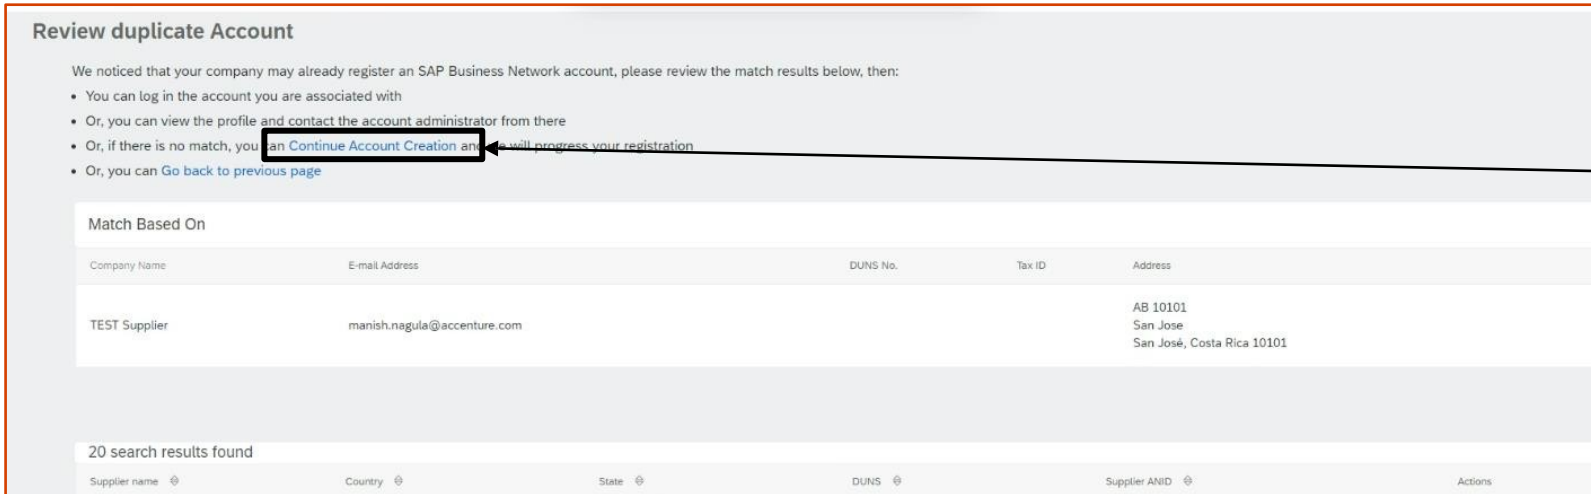 Review duplicate Account
We noticed that your company may already register an SAP Business Network account, please review the match results below, then:
• You can log in the account you are associated with
• Or, you can view the profile and contact the account administrator from there
• Or, if there is no match, you can Continue Account Creation and we will progress your registration
• Or, you can Go back to previous page
Match Based On
Company Name E-mail Address DUNS No. Tax ID Address
TEST Supplier manish.nagula@accenture.com AB 10101
San Jose
San José, Costa Rica 10101
20 search results found
Supplier name Country State DUNS Supplier ANID Actions